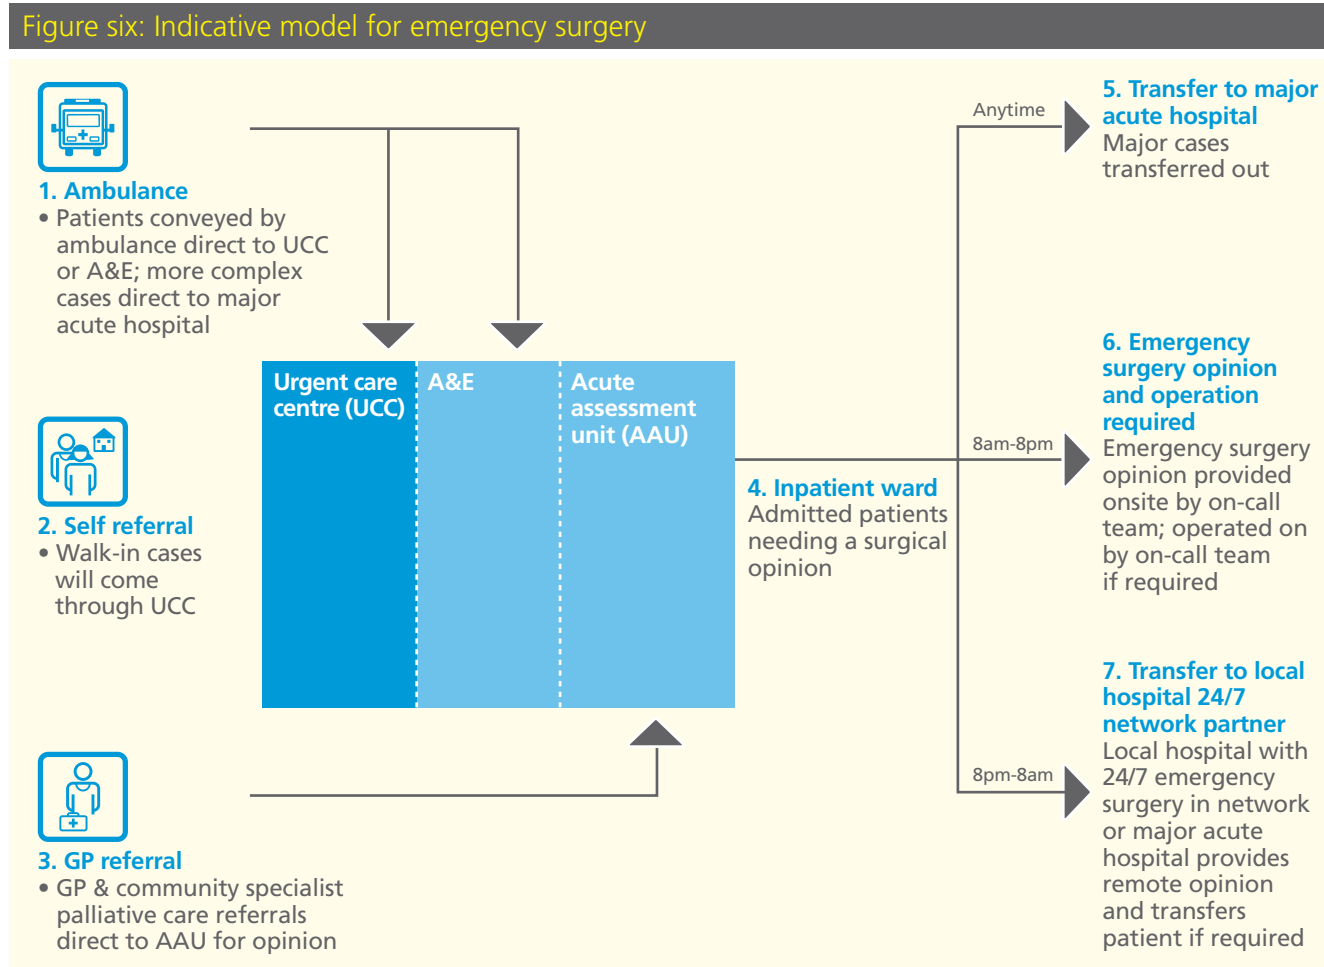 Figure six: Indicative model for emergency surgery
1. Ambulance
• Patients conveyed by
ambulance direct to UCC
or A&E; more complex
cases direct to major
acute hospital
2. Self referral
• Walk-in cases
will come
through UCC
3. GP referral
• GP & community specialist
palliative care referrals
direct to AAU for opinion
Urgent care
centre (UCC)
A&E
Acute
assessment
unit (AAU)
4. Inpatient ward
Admitted patients
needing a surgical
opinion
Anytime
5. Transfer to major
acute hospital
Major cases
transferred out
8am-8pm
6. Emergency
surgery opinion
and operation
required
Emergency surgery
opinion provided
onsite by on-call
team; operated on
by on-call team
if required
8pm-8am
7. Transfer to local
hospital 24/7
network partner
Local hospital with
24/7 emergency
surgery in network
or major acute
hospital provides
remote opinion
and transfers
patient if required